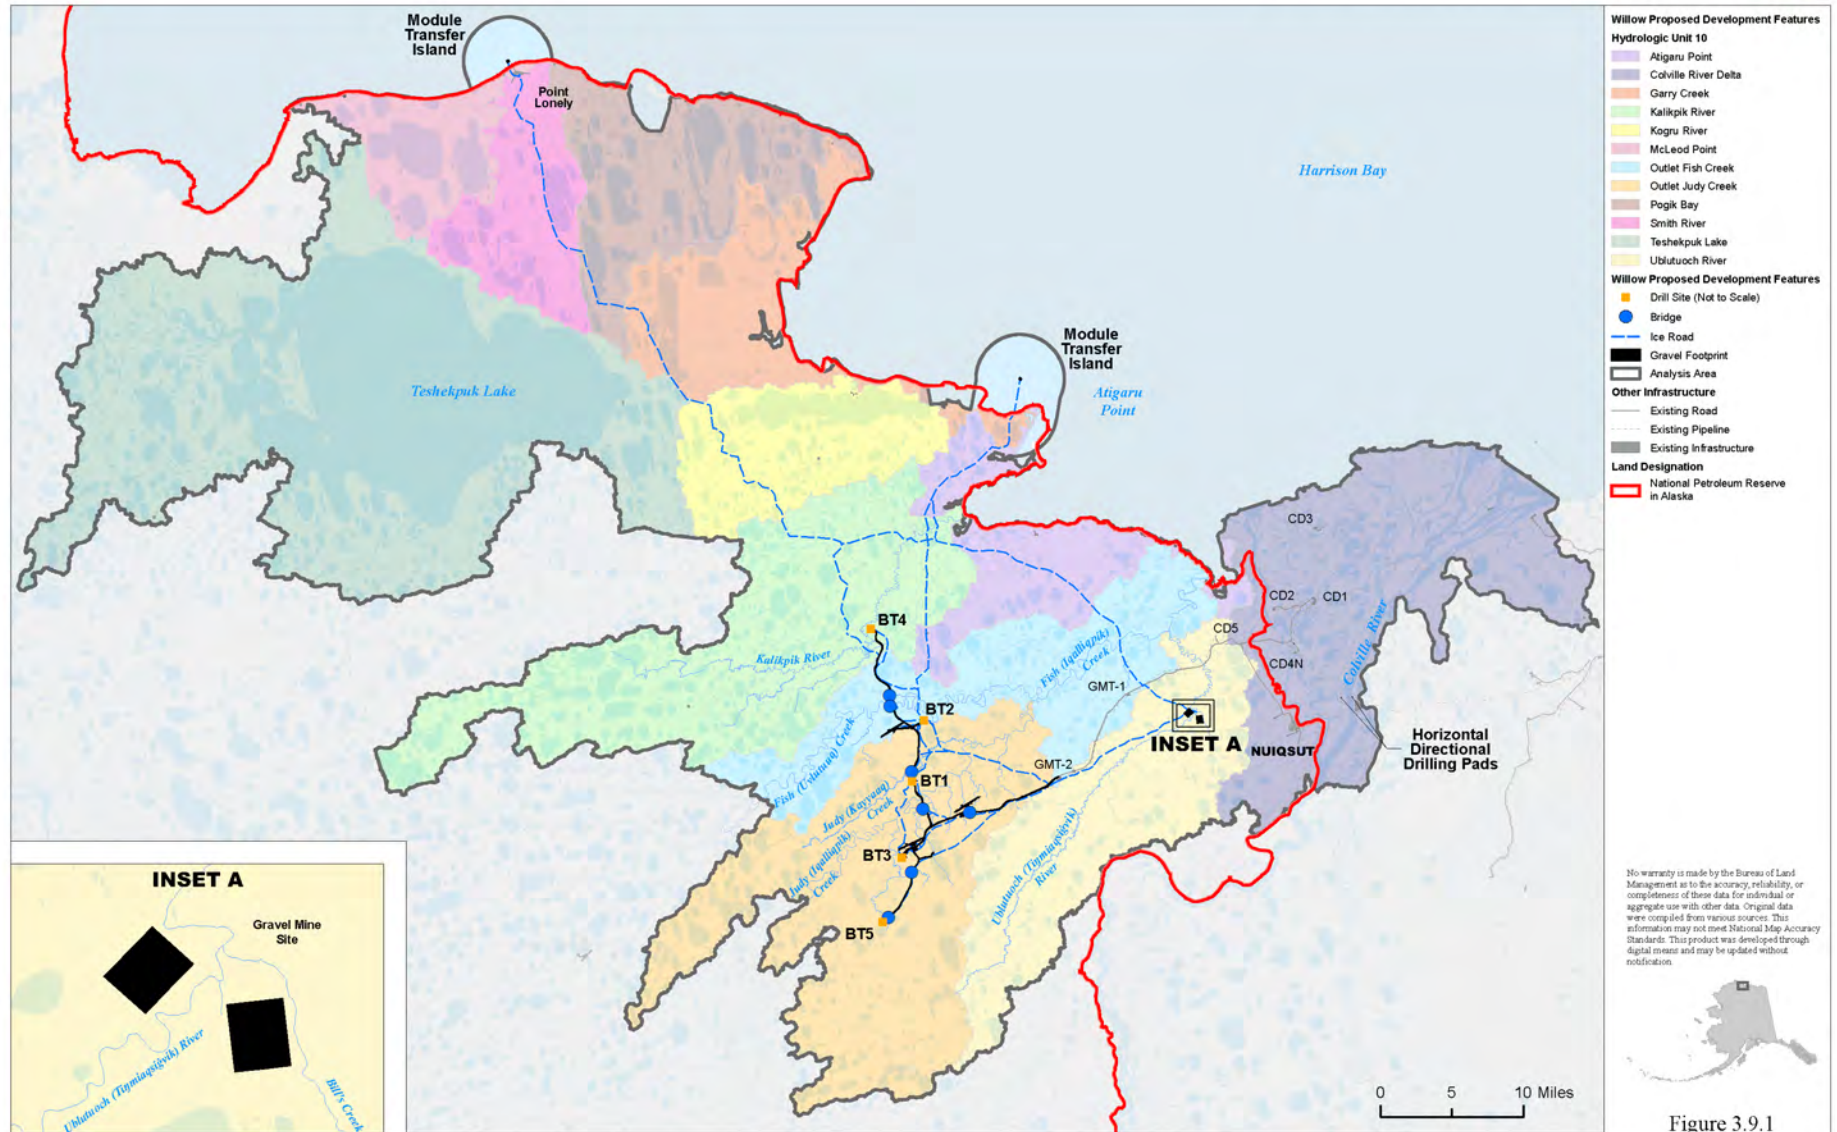 Module
Transfer
Island
Point
Lonely
Harrison Bay
Teshekpuk Lake
Module
Transfer
Island
Atigaru
Point
CD3
CD2
CD1
CD5
CD4N
Colville River
BT4
Kalikpik River
Fish (Iqalliqpik)
Creek
GMT-1
BT2
INSET A
NUIQSUT
Horizontal
Directional
Drilling Pads
Fish (Uvlutuuq) Creek
GMT-2
BT1
Judy (Kayyaaq)
Creek
Judy (Iqalliqpik)
Creek
BT3
Ublutuoch (Tiŋmiaqsiġvik)
River
BT5
INSET A
Gravel Mine
Site
Ublutuoch (Tiŋmiaqsiġvik) River
Bill's Creek
0 5 10 Miles
Willow Proposed Development Features
Hydrologic Unit 10
Atigaru Point
Colville River Delta
Garry Creek
Kalikpik River
Kogru River
McLeod Point
Outlet Fish Creek
Outlet Judy Creek
Pogik Bay
Smith River
Teshekpuk Lake
Ublutuoch River
Willow Proposed Development Features
Drill Site (Not to Scale)
Bridge
Ice Road
Gravel Footprint
Analysis Area
Other Infrastructure
Existing Road
Existing Pipeline
Existing Infrastructure
Land Designation
National Petroleum Reserve
in Alaska
No warranty is made by the Bureau of Land
Management as to the accuracy, reliability, or
completeness of these data for individual or
aggregate use with other data. Original data
were compiled from various sources. This
information may not meet National Map Accuracy
Standards. This product was developed through
digital means and may be updated without
notification.
Figure 3.9.1